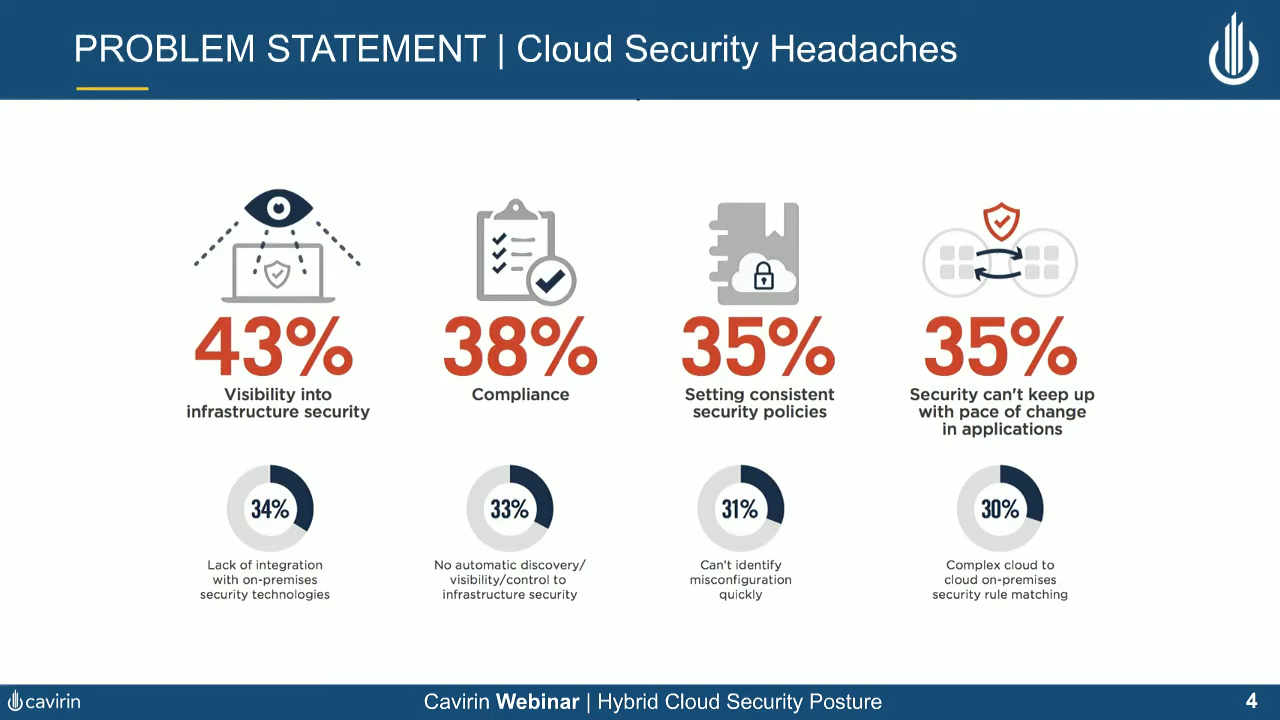 PROBLEM STATEMENT | Cloud Security Headaches
43%
Visibility into
infrastructure security
38%
Compliance
35%
Setting consistent
security policies
35%
Security can't keep up
with pace of change
in applications
34%
Lack of integration
with on-premises
security technologies
33%
No automatic discovery/
visibility/control to
infrastructure security
31%
Can't identify
misconfiguration
quickly
30%
Complex cloud to
cloud on-premises
security rule matching
cavirin
Cavirin Webinar | Hybrid Cloud Security Posture
4